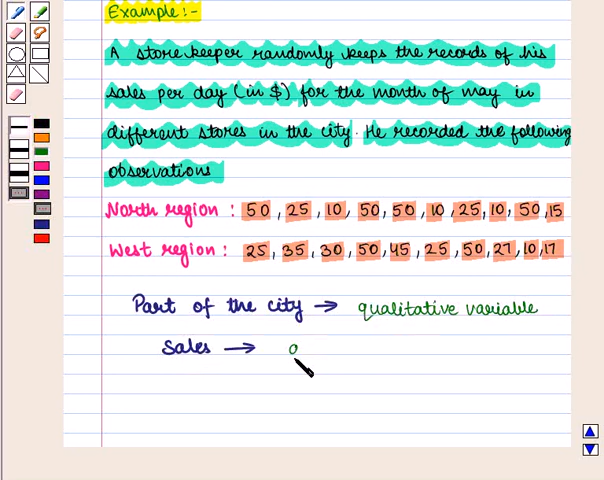 Example:-
A storekeeper randomly keeps the records of his
sales per day (in $) for the month of may in
different stores in the city. He recorded the following
observations
North region : 50, 25, 10, 50, 50, 10, 25, 10, 50, 15
West region : 25, 35, 30, 50, 45, 25, 50, 27, 10, 17
Part of the city → qualitative variable
Sales →